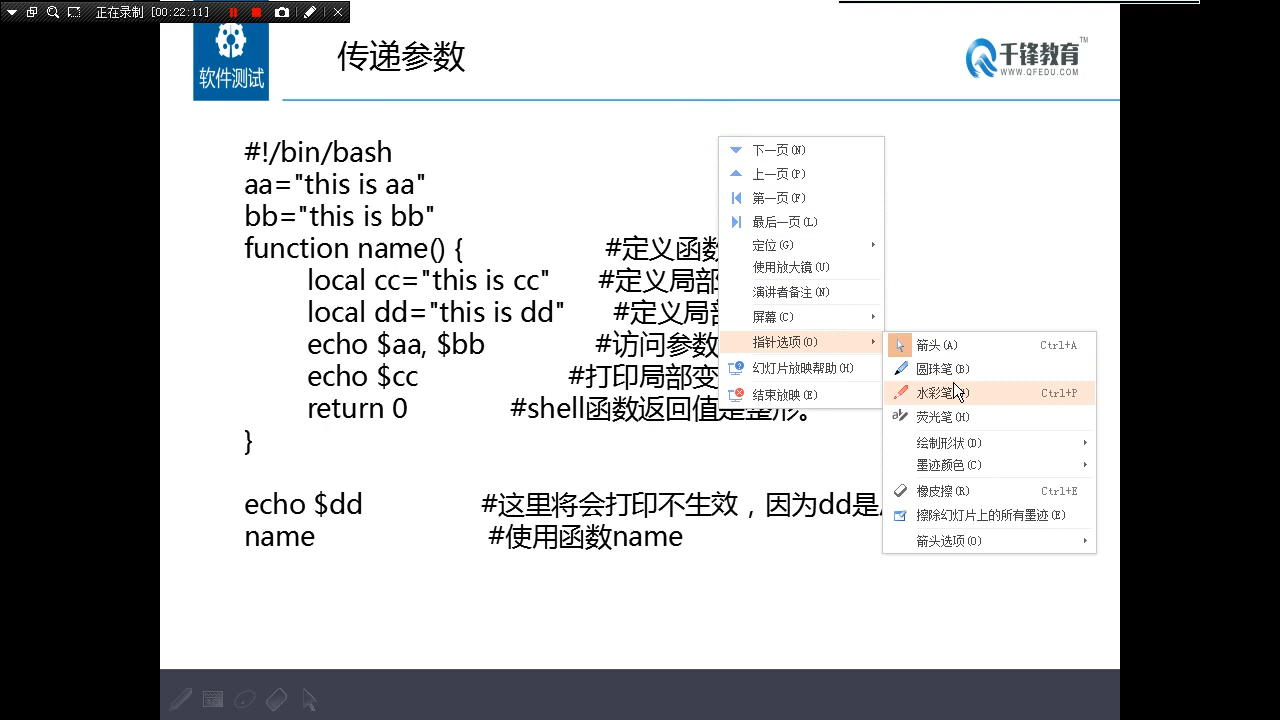 正在录制 [00:22:11]
软件测试
传递参数
千锋教育 TM
WWW.QFEDU.COM
#!/bin/bash
aa="this is aa"
bb="this is bb"
function name() { #定义函数
local cc="this is cc" #定义局部
local dd="this is dd" #定义局部
echo $aa, $bb #访问参数
echo $cc #打印局部变
return 0 #shell函数返回值是整形。
}
echo $dd #这里将会打印不生效，因为dd是
name #使用函数name
下一页(N)
上一页(P)
第一页(F)
最后一页(L)
定位(G)
使用放大镜(U)
演讲者备注(N)
屏幕(C)
指针选项(O)
幻灯片放映帮助(H)
结束放映(E)
箭头(A) Ctrl+A
圆珠笔(B)
水彩笔 Ctrl+P
荧光笔(H)
绘制形状(D)
墨迹颜色(C)
橡皮擦(R) Ctrl+E
擦除幻灯片上的所有墨迹(E)
箭头选项(O)